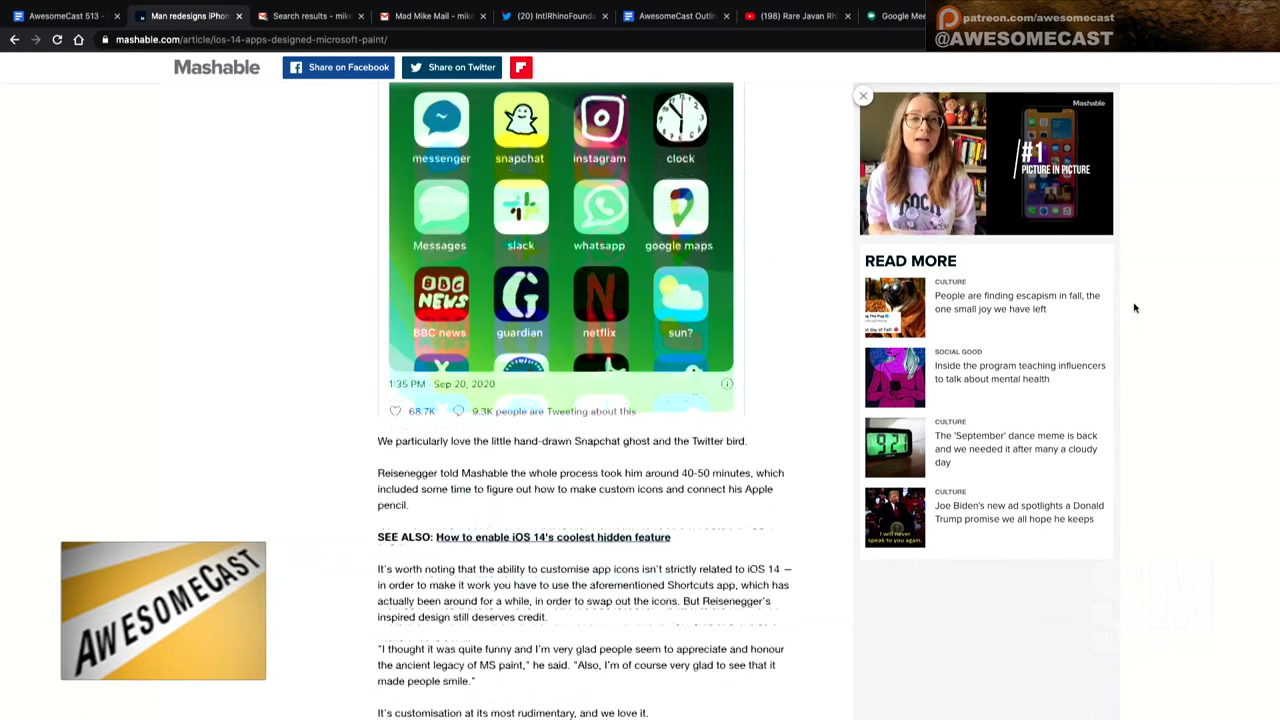 AwesomeCast 513 -
Man redesigns iPhon
Search results - mike
Mad Mike Mail - mik
(20) IntlRhinoFounda
AwesomeCast Outlin
(198) Rare Javan Rh
Google Mee
patreon.com/awesomecast
@AWESOMECAST
mashable.com/article/ios-14-apps-designed-microsoft-paint/
Mashable
Share on Facebook
Share on Twitter
messenger
snapchat
instagram
clock
Messages
slack
whatsapp
google maps
BBC NEWS
G
N
BBC news
guardian
netflix
sun?
1:35 PM · Sep 20, 2020
68.7K
9.3K people are Tweeting about this
We particularly love the little hand-drawn Snapchat ghost and the Twitter bird.
Reisenegger told Mashable the whole process took him around 40-50 minutes, which
included some time to figure out how to make custom icons and connect his Apple
pencil.
SEE ALSO: How to enable iOS 14's coolest hidden feature
It's worth noting that the ability to customise app icons isn't strictly related to iOS 14 —
in order to make it work you have to use the aforementioned Shortcuts app, which has
actually been around for a while, in order to swap out the icons. But Reisenegger's
inspired design still deserves credit.
"I thought it was quite funny and I'm very glad people seem to appreciate and honour
the ancient legacy of MS paint," he said. "Also, I'm of course very glad to see that it
made people smile."
It's customisation at its most rudimentary, and we love it.
Mashable
#1
PICTURE IN PICTURE
READ MORE
CULTURE
People are finding escapism in fall, the
one small joy we have left
SOCIAL GOOD
Inside the program teaching influencers
to talk about mental health
CULTURE
The 'September' dance meme is back
and we needed it after many a cloudy
day
9:21
CULTURE
Joe Biden's new ad spotlights a Donald
Trump promise we all hope he keeps
I will never
speak to you again.
AWESOMECAST